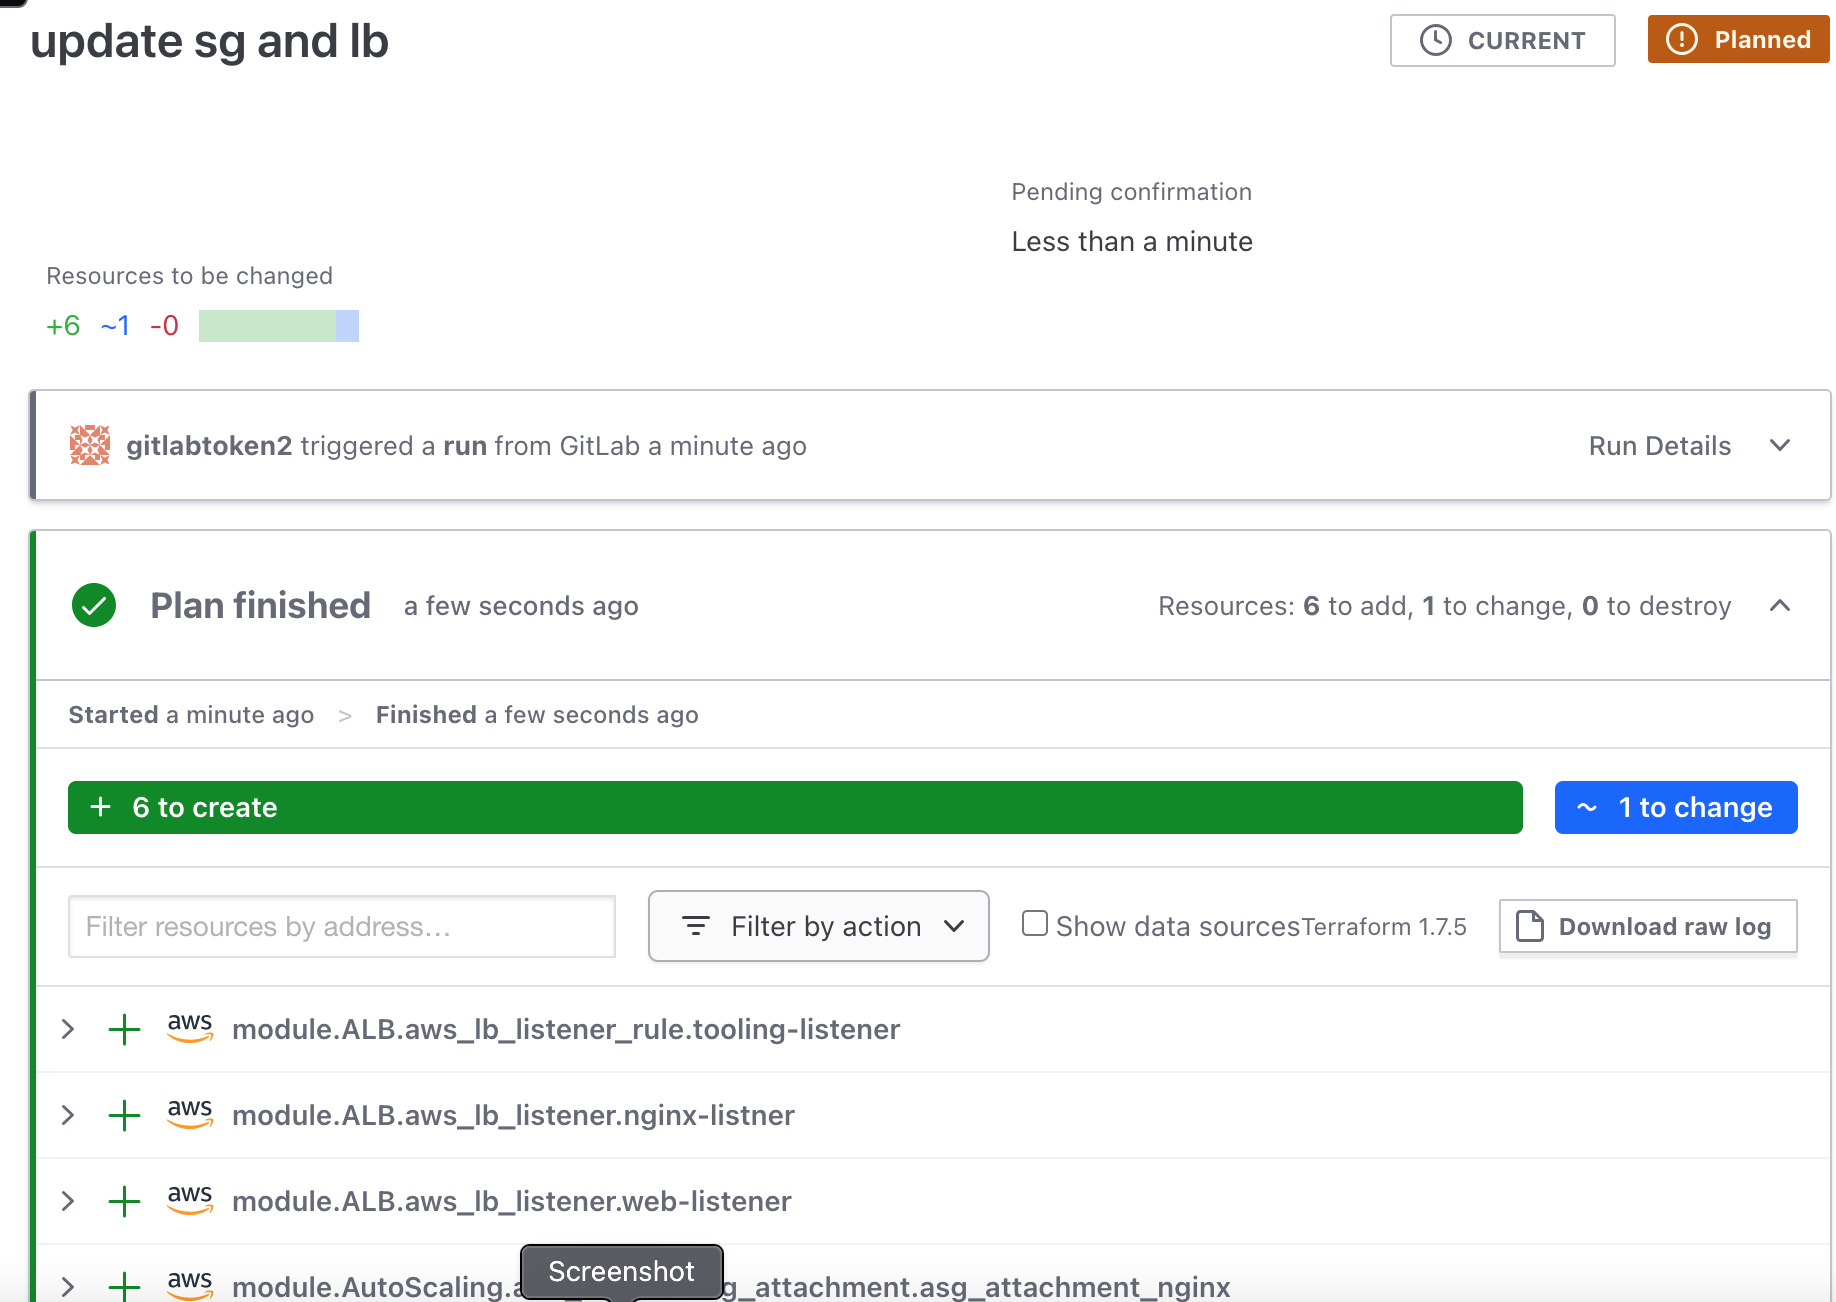 update sg and lb
CURRENT
Planned
Pending confirmation
Less than a minute
Resources to be changed
+6 ~1 -0
gitlabtoken2 triggered a run from GitLab a minute ago
Run Details
Plan finished a few seconds ago
Resources: 6 to add, 1 to change, 0 to destroy
Started a minute ago > Finished a few seconds ago
+ 6 to create
~ 1 to change
Filter resources by address...
Filter by action
Show data sources
Terraform 1.7.5
Download raw log
aws module.ALB.aws_lb_listener_rule.tooling-listener
aws module.ALB.aws_lb_listener.nginx-listner
aws module.ALB.aws_lb_listener.web-listener
Screenshot
aws module.AutoScaling. g_attachment.asg_attachment_nginx